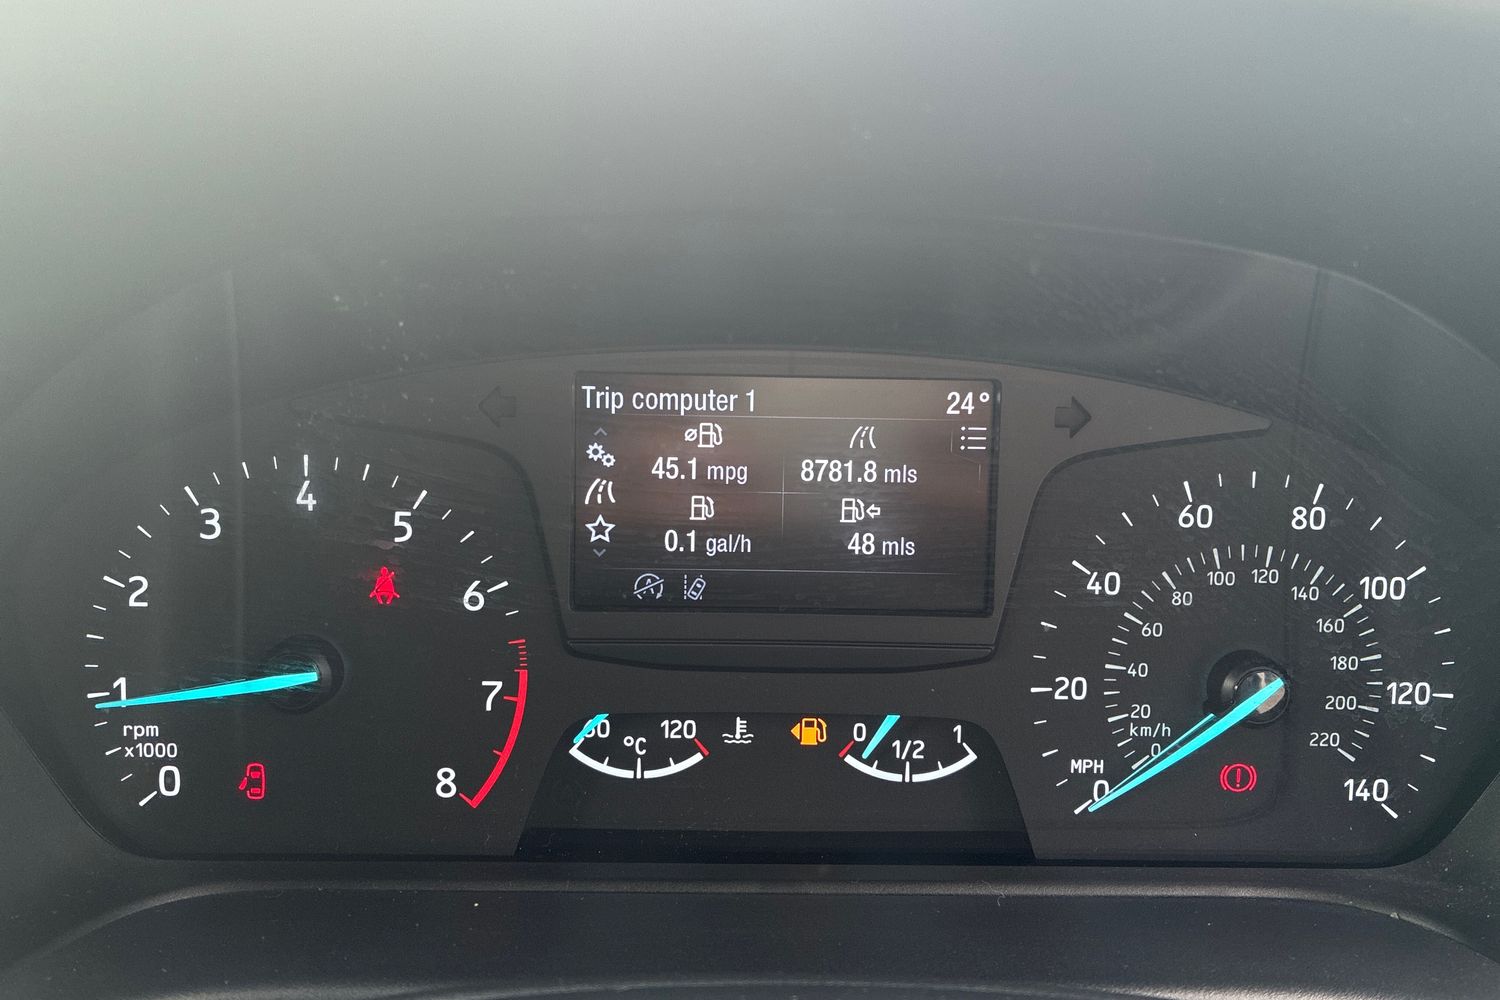 Trip computer 1 24°
45.1 mpg 8781.8 mls
0.1 gal/h 48 mls
0 1 2 3 4 5 6 7 8
rpm
x1000
°C
120
0 1/2 1
0 20 40 60 80 100 120 140
MPH
0 20 40 60 80 100 120 140 160 180 200 220
km/h